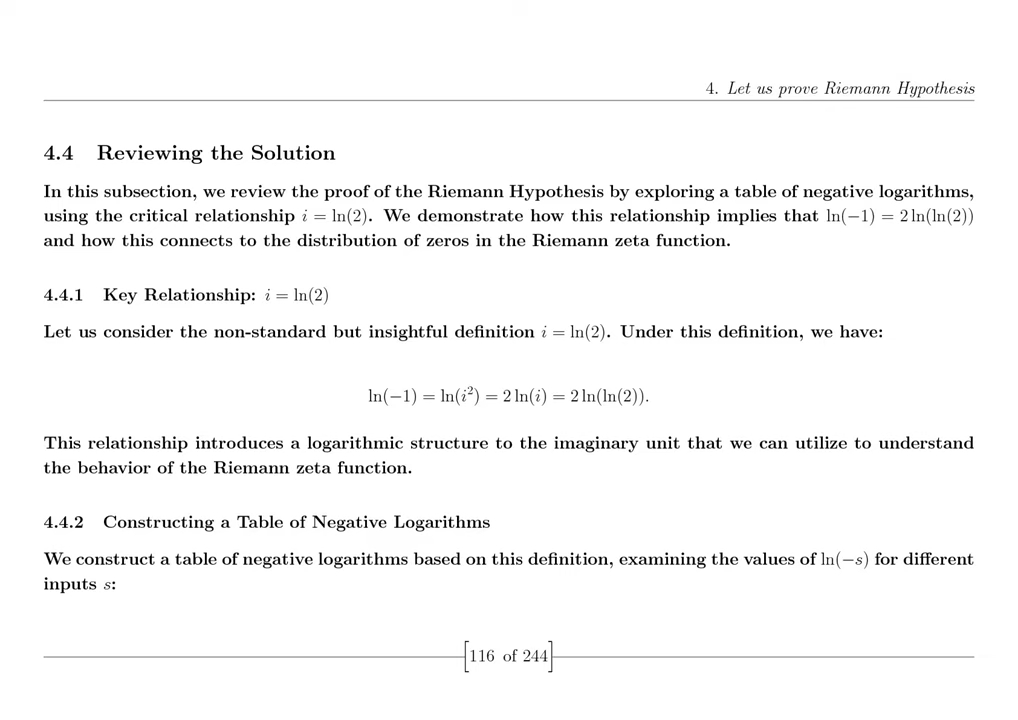 4. Let us prove Riemann Hypothesis
4.4 Reviewing the Solution
In this subsection, we review the proof of the Riemann Hypothesis by exploring a table of negative logarithms,
using the critical relationship i = ln(2). We demonstrate how this relationship implies that ln(−1) = 2 ln(ln(2))
and how this connects to the distribution of zeros in the Riemann zeta function.
4.4.1 Key Relationship: i = ln(2)
Let us consider the non-standard but insightful definition i = ln(2). Under this definition, we have:
ln(−1) = ln(i²) = 2 ln(i) = 2 ln(ln(2)).
This relationship introduces a logarithmic structure to the imaginary unit that we can utilize to understand
the behavior of the Riemann zeta function.
4.4.2 Constructing a Table of Negative Logarithms
We construct a table of negative logarithms based on this definition, examining the values of ln(−s) for different
inputs s:
[116 of 244]